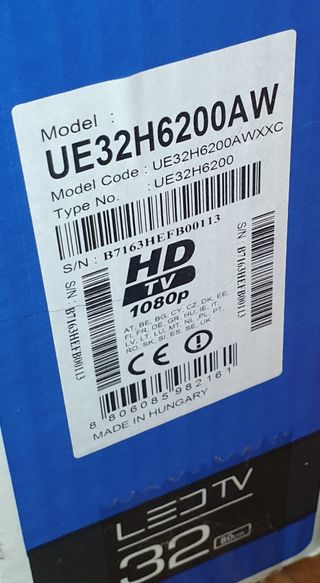 Model :
UE32H6200AW
Model Code : UE32H6200AWXXC
Type No. : UE32H6200
S/N : B7163HEFB00113
S/N : B7163HEFB00113
B7163HEFB00113
HD
TV
1080p
AT, BE, BG, CY, CZ, DK, EE,
FI, FR, DE, GR, HU, IE, IT,
LV, LT, LU, MT, NL, PL, PT,
RO, SK, SI, ES, SE, UK
CE
8 806085 982161
MADE IN HUNGARY
LED TV
32 80cm